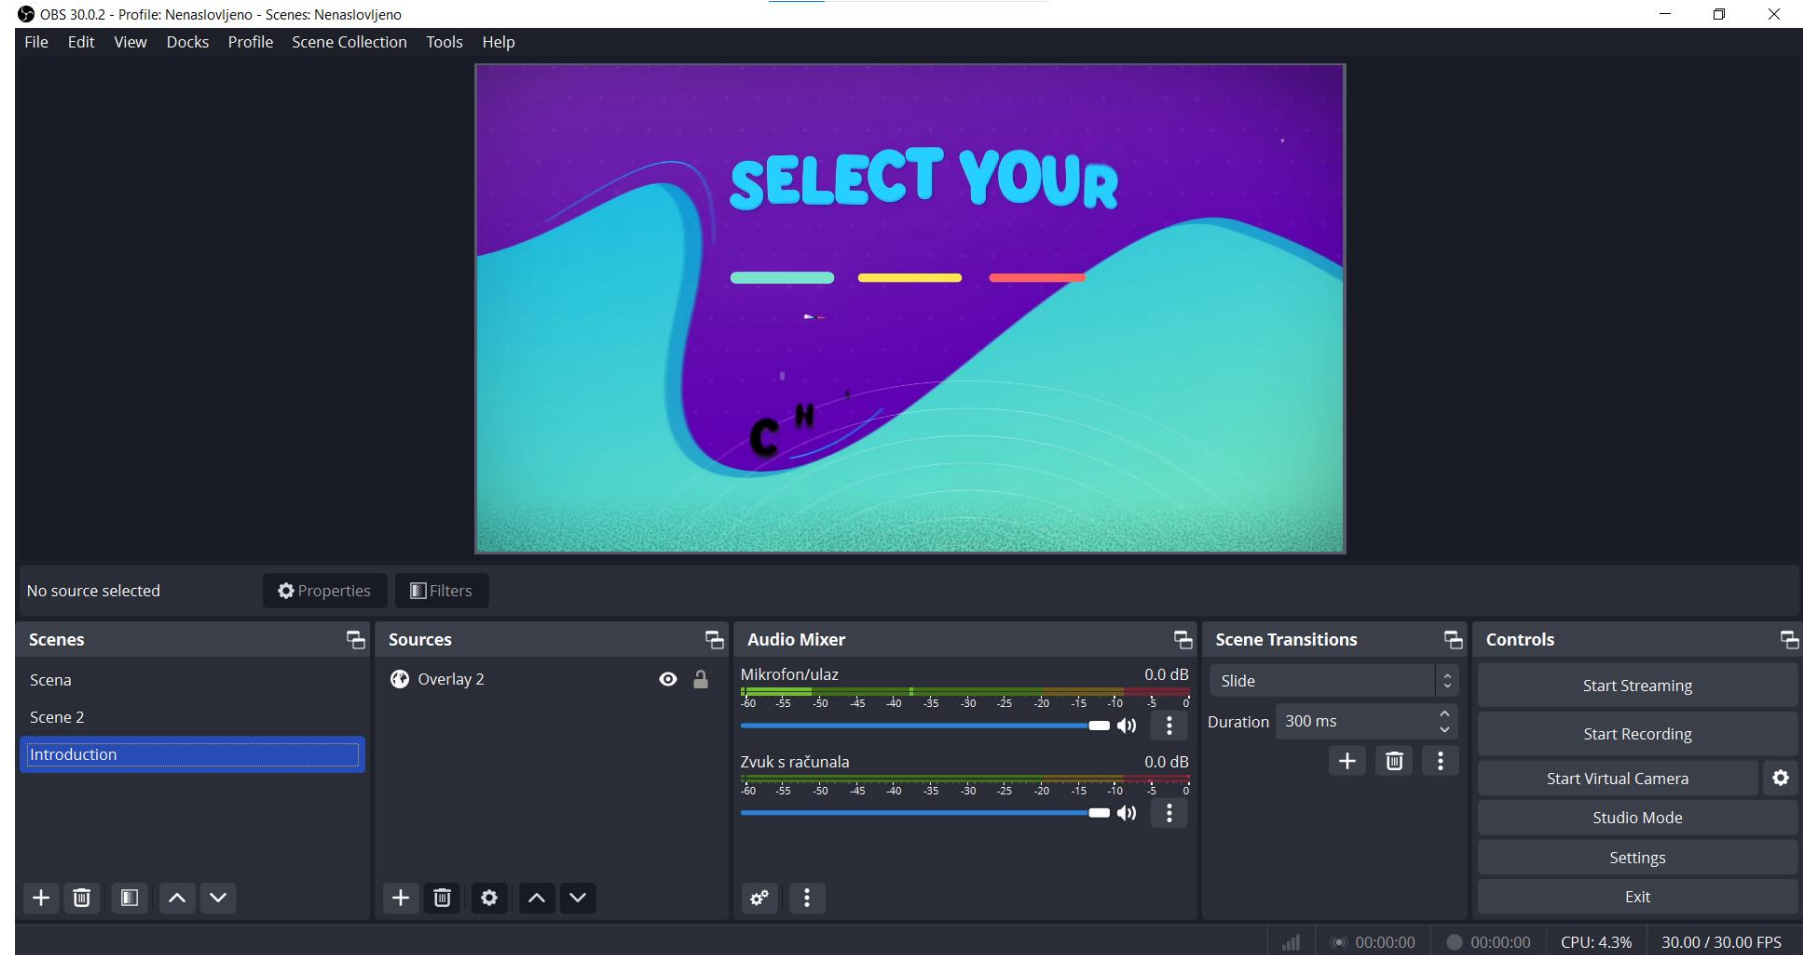 OBS 30.0.2 - Profile: Nenaslovljeno - Scenes: Nenaslovljeno
File Edit View Docks Profile Scene Collection Tools Help
SELECT YOUR
C H
No source selected Properties Filters
Scenes
Scena
Scene 2
Introduction
Sources
Overlay 2
Audio Mixer
Mikrofon/ulaz 0.0 dB
-60 -55 -50 -45 -40 -35 -30 -25 -20 -15 -10 -5 0
Zvuk s računala 0.0 dB
-60 -55 -50 -45 -40 -35 -30 -25 -20 -15 -10 -5 0
Scene Transitions
Slide
Duration 300 ms
Controls
Start Streaming
Start Recording
Start Virtual Camera
Studio Mode
Settings
Exit
00:00:00 00:00:00 CPU: 4.3% 30.00 / 30.00 FPS